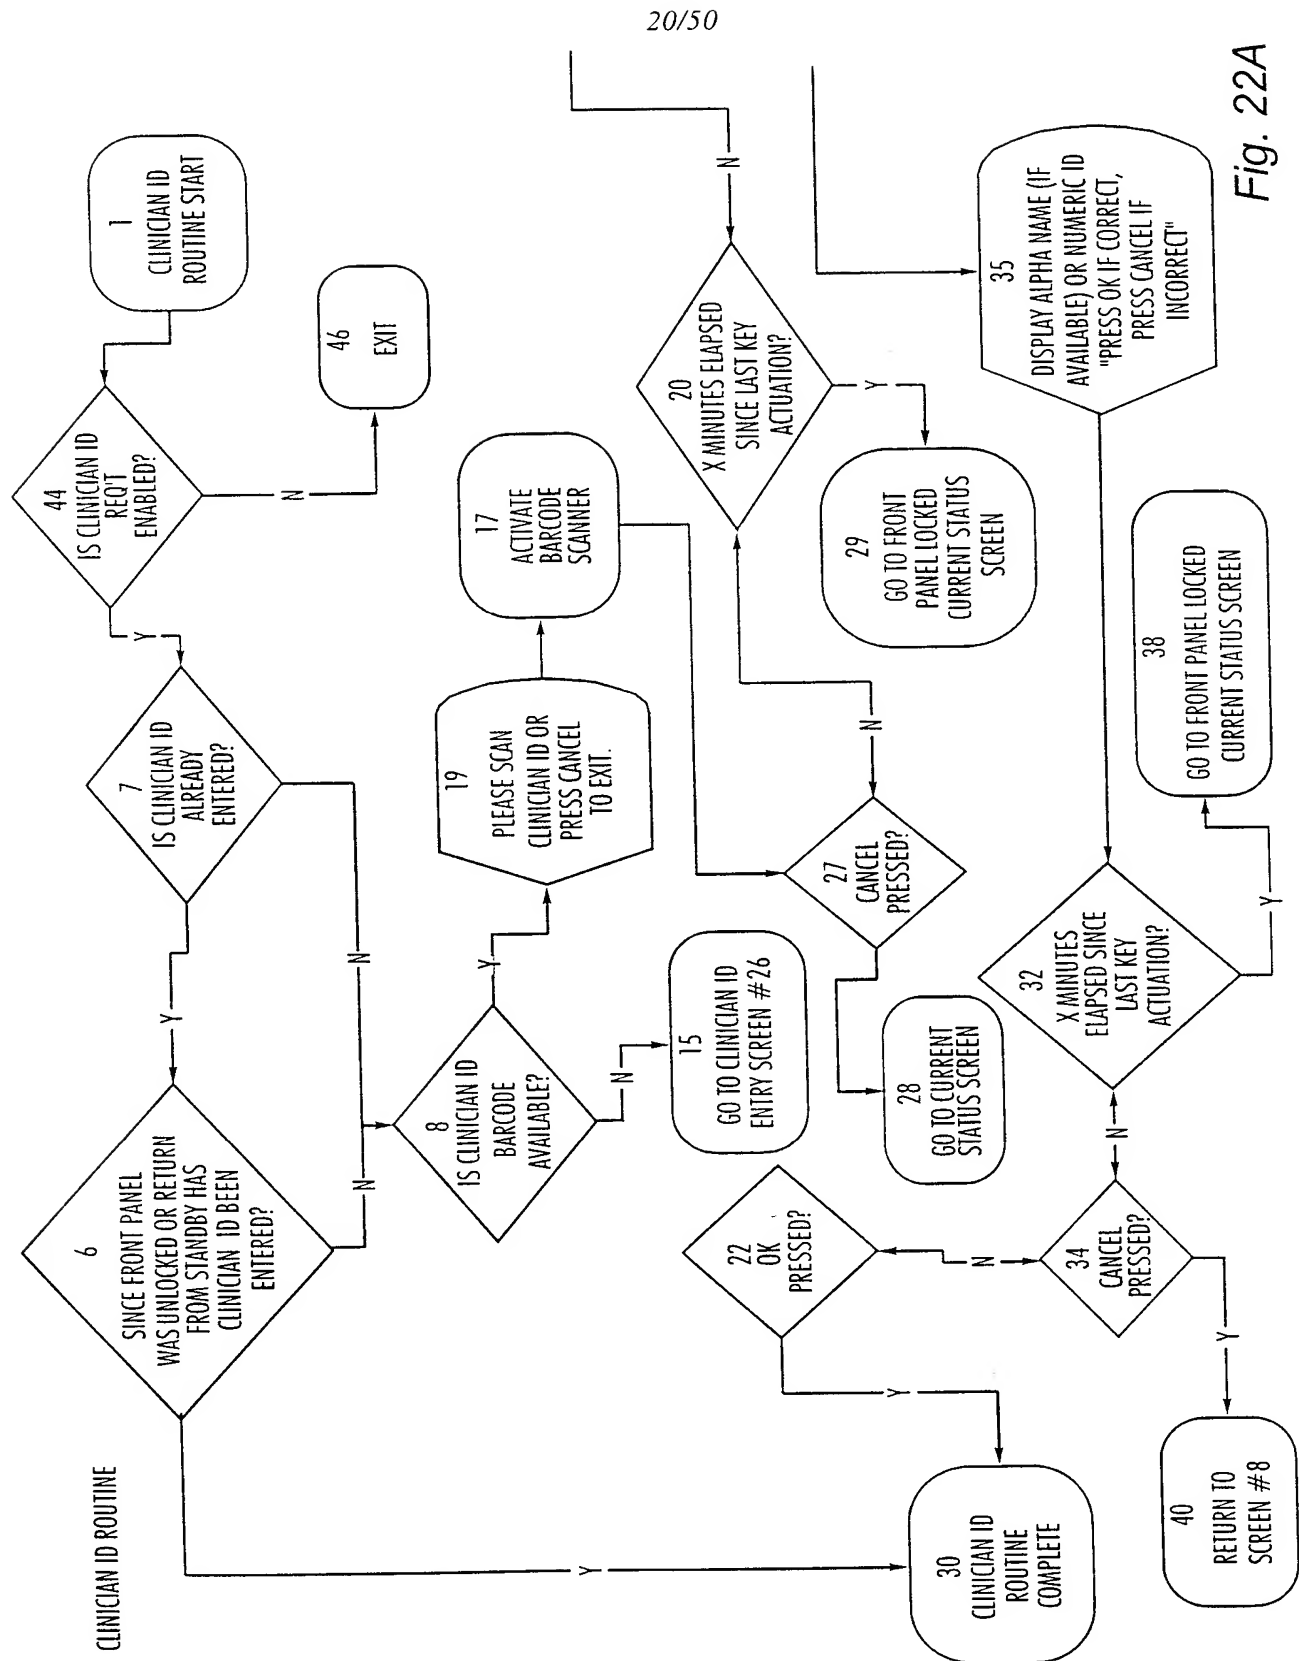 20/50
CLINICIAN ID ROUTINE
1
CLINICIAN ID
ROUTINE START
44
IS CLINICIAN ID
REQ'T
ENABLED?
N
46
EXIT
Y
7
IS CLINICIAN ID
ALREADY
ENTERED?
Y
N
6
SINCE FRONT PANEL
WAS UNLOCKED OR RETURN
FROM STANDBY HAS
CLINICIAN ID BEEN
ENTERED?
N
Y
8
IS CLINICIAN ID
BARCODE
AVAILABLE?
Y
N
15
GO TO CLINICIAN ID
ENTRY SCREEN #26
19
PLEASE SCAN
CLINICIAN ID OR
PRESS CANCEL
TO EXIT.
17
ACTIVATE
BARCODE
SCANNER
27
CANCEL
PRESSED?
N
28
GO TO CURRENT
STATUS SCREEN
20
X MINUTES ELAPSED
SINCE LAST KEY
ACTUATION?
N
Y
29
GO TO FRONT
PANEL LOCKED
CURRENT STATUS
SCREEN
35
DISPLAY ALPHA NAME (IF
AVAILABLE) OR NUMERIC ID
"PRESS OK IF CORRECT,
PRESS CANCEL IF
INCORRECT"
32
X MINUTES
ELAPSED SINCE
LAST KEY
ACTUATION?
Y
38
GO TO FRONT PANEL LOCKED
CURRENT STATUS SCREEN
N
34
CANCEL
PRESSED?
N
Y
40
RETURN TO
SCREEN #8
22
OK
PRESSED?
Y
30
CLINICIAN ID
ROUTINE
COMPLETE
Fig. 22A